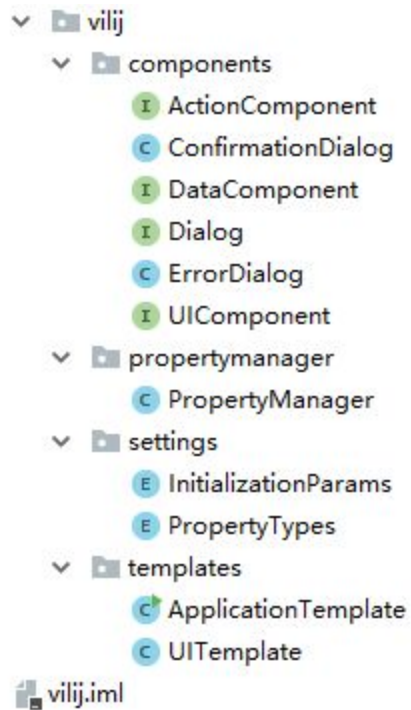 vilij
components
I ActionComponent
C ConfirmationDialog
I DataComponent
I Dialog
C ErrorDialog
I UIComponent
propertymanager
C PropertyManager
settings
E InitializationParams
E PropertyTypes
templates
C ApplicationTemplate
C UITemplate
vilij.iml